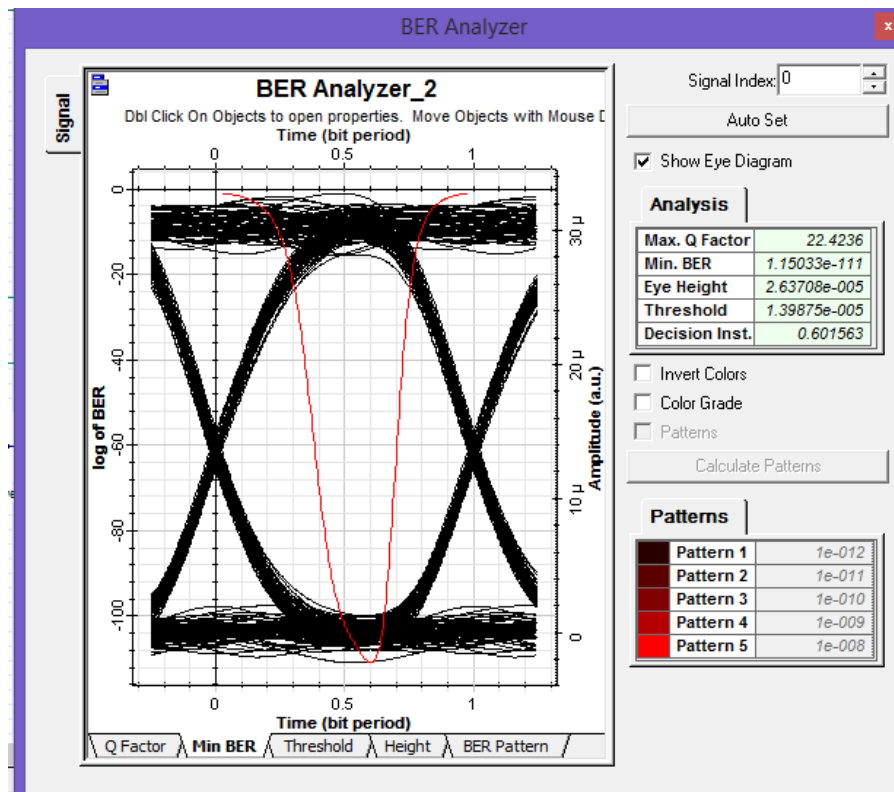 BER Analyzer
x
Signal
BER Analyzer_2
Dbl Click On Objects to open properties. Move Objects with Mouse D
Time (bit period)
0 0.5 1
log of BER
0
-20
-40
-60
-80
-100
Amplitude (a.u.)
30 µ
20 µ
10 µ
0
0 0.5 1
Time (bit period)
Q Factor Min BER Threshold Height BER Pattern
Signal Index: 0
Auto Set
Show Eye Diagram
Analysis
Max. Q Factor 22.4236
Min. BER 1.15033e-111
Eye Height 2.63708e-005
Threshold 1.39875e-005
Decision Inst. 0.601563
Invert Colors
Color Grade
Patterns
Calculate Patterns
Patterns
Pattern 1 1e-012
Pattern 2 1e-011
Pattern 3 1e-010
Pattern 4 1e-009
Pattern 5 1e-008